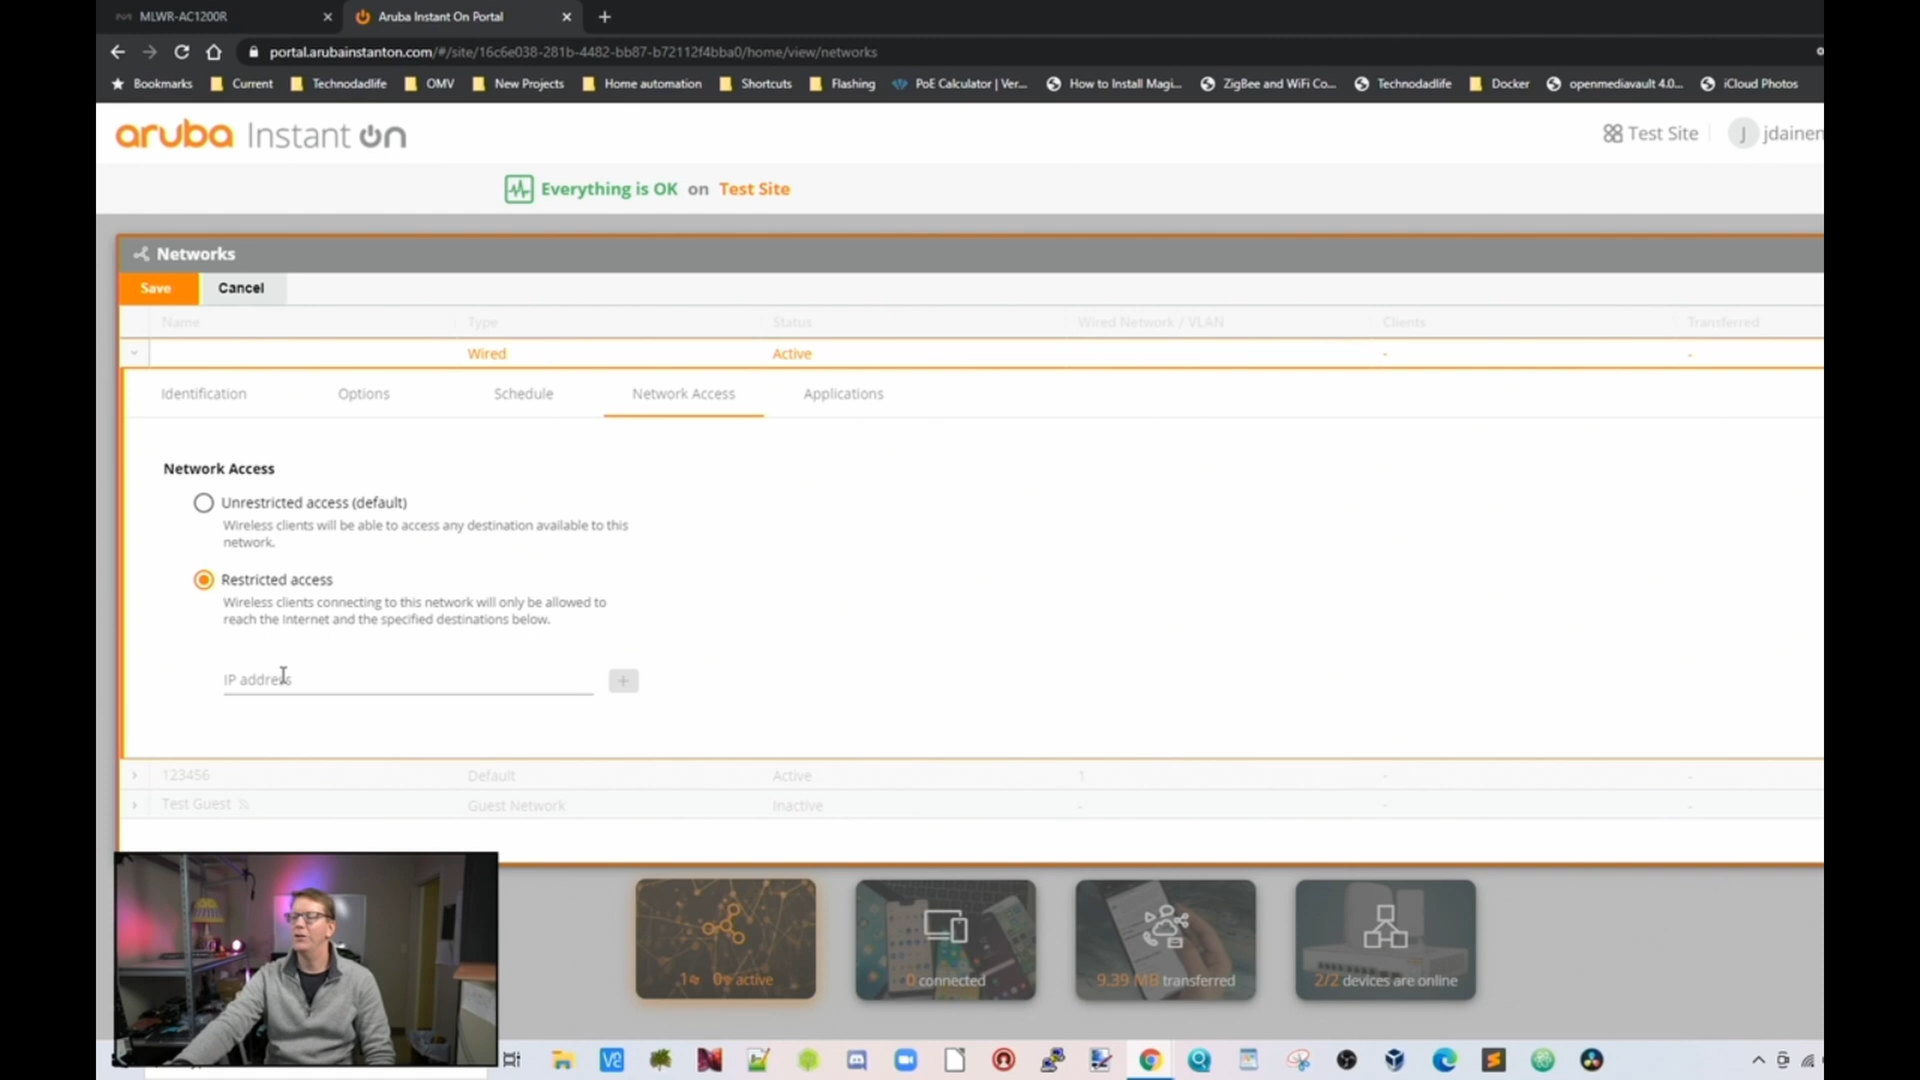 MLWR-AC1200R
Aruba Instant On Portal
portal.arubainstanton.com/#/site/16c6e038-281b-4482-bb87-b72112f4bba0/home/view/networks
Bookmarks Current Technodadlife OMV New Projects Home automation Shortcuts Flashing PoE Calculator | Ver... How to Install Magi... ZigBee and WiFi Co... Technodadlife Docker openmediavault 4.0... iCloud Photos
aruba Instant On
Test Site
J jdainen
Everything is OK on Test Site
Networks
Save Cancel
Name Type Status Wired Network / VLAN Clients Transferred
Wired Active - -
Identification Options Schedule Network Access Applications
Network Access
Unrestricted access (default)
Wireless clients will be able to access any destination available to this
network.
Restricted access
Wireless clients connecting to this network will only be allowed to
reach the Internet and the specified destinations below.
IP address
+
123456 Default Active 1 - -
Test Guest Guest Network Inactive - - -
1 0 active
0 connected
9.39 MB transferred
2/2 devices are online